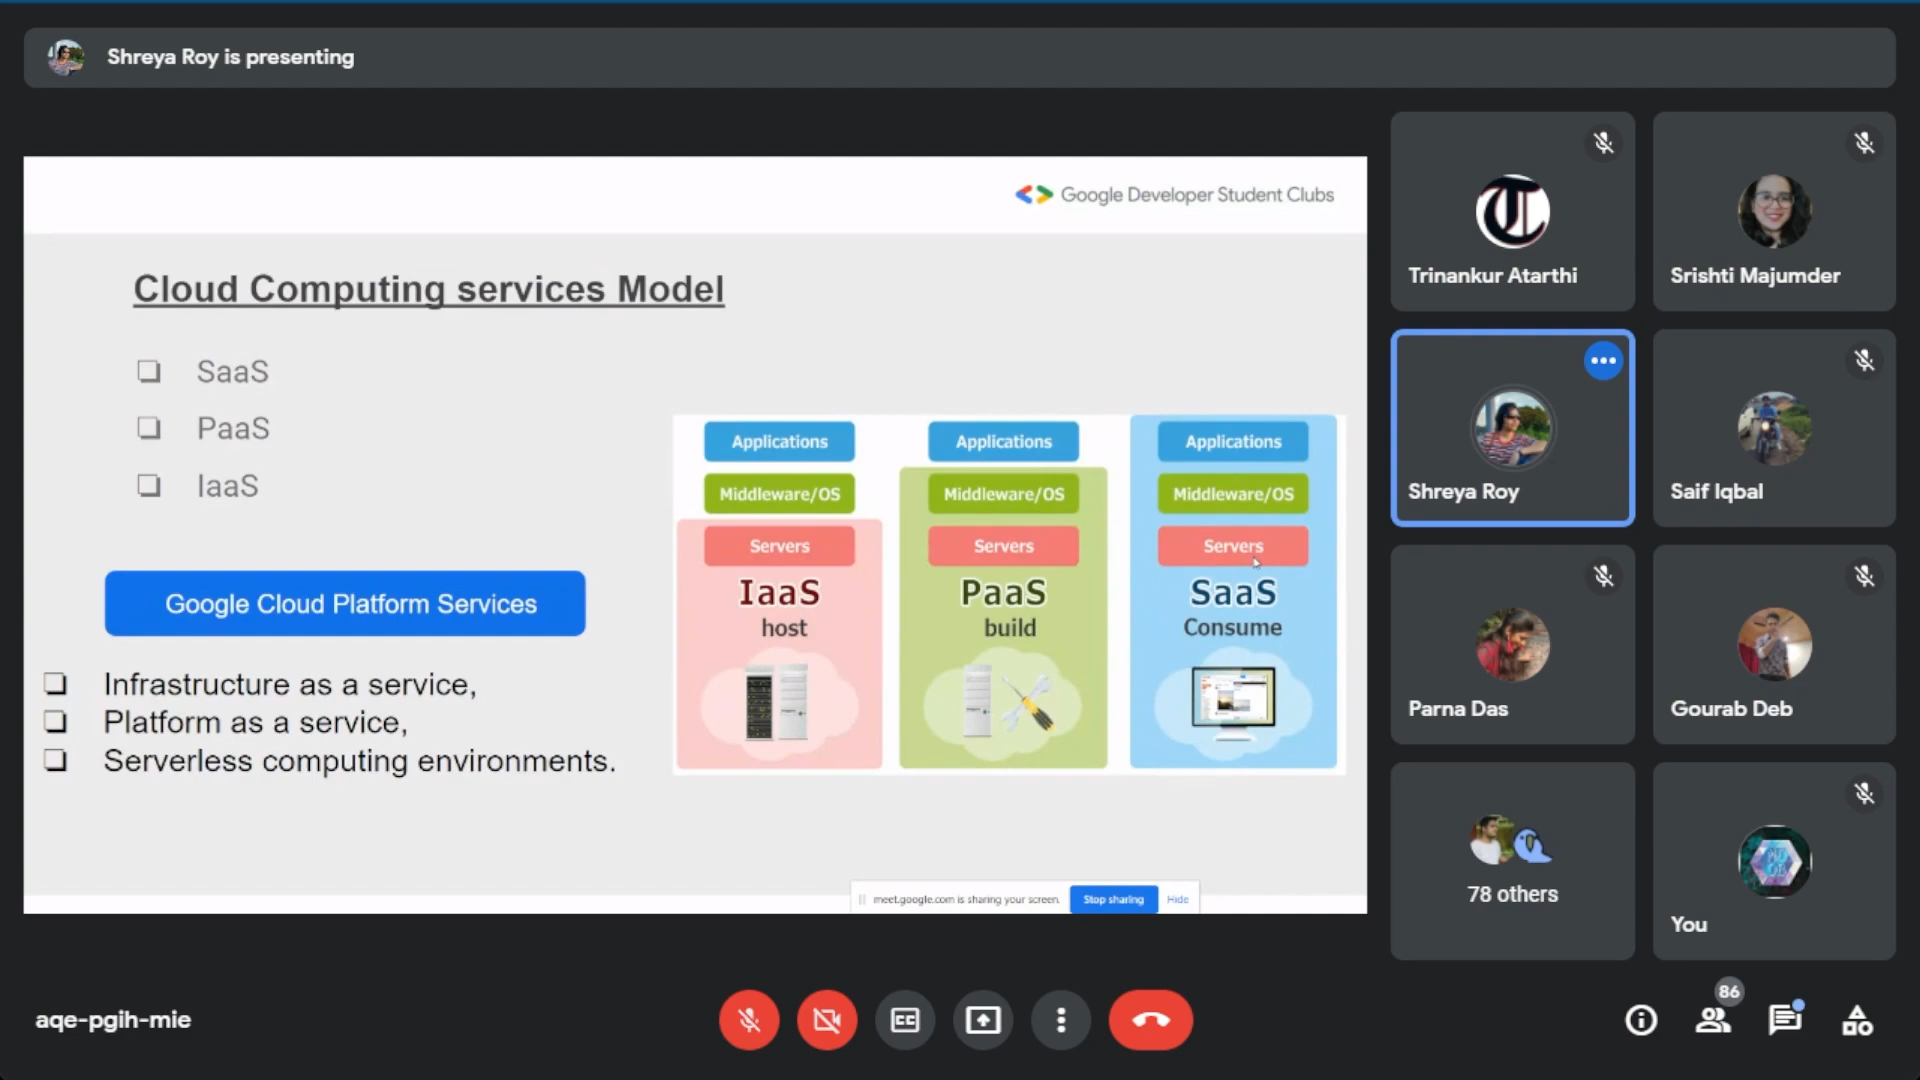 Shreya Roy is presenting
Google Developer Student Clubs
Cloud Computing services Model
SaaS
PaaS
IaaS
Google Cloud Platform Services
Infrastructure as a service,
Platform as a service,
Serverless computing environments.
Applications
Middleware/OS
Servers
IaaS
host
Applications
Middleware/OS
Servers
PaaS
build
Applications
Middleware/OS
Servers
SaaS
Consume
meet.google.com is sharing your screen.
Stop sharing
Hide
Trinankur Atarthi
Srishti Majumder
Shreya Roy
Saif Iqbal
Parna Das
Gourab Deb
78 others
You
aqe-pgih-mie
CC
86